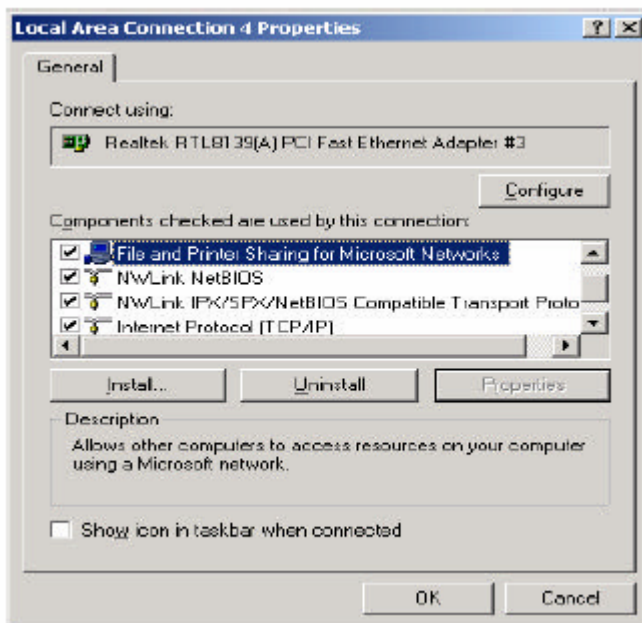 Local Area Connection 4 Properties
General
Connect using:
Realtek RTL8139(A) PCI Fast Ethernet Adapter #3
Configure
Components checked are used by this connection:
File and Printer Sharing for Microsoft Networks
NWLink NetBIOS
NWLink IPX/SPX/NetBIOS Compatible Transport Proto
Internet Protocol (TCP/IP)
Install...
Uninstall
Properties
Description
Allows other computers to access resources on your computer
using a Microsoft network.
Show icon in taskbar when connected
OK
Cancel